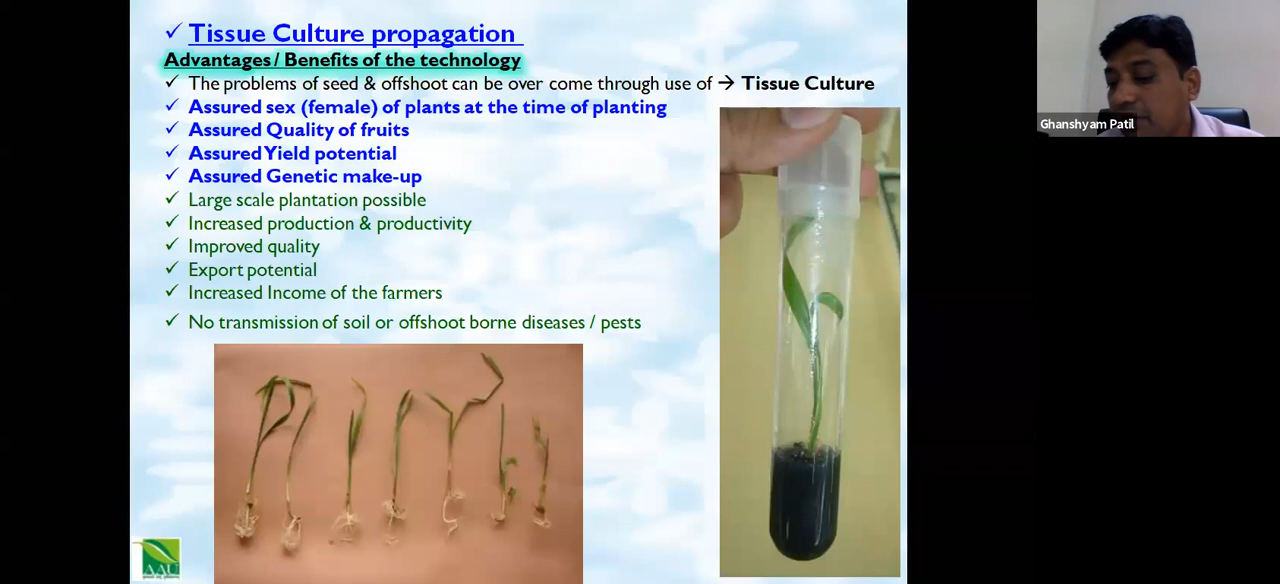 ✓ Tissue Culture propagation
Advantages / Benefits of the technology
✓ The problems of seed & offshoot can be over come through use of → Tissue Culture
✓ Assured sex (female) of plants at the time of planting
✓ Assured Quality of fruits
✓ Assured Yield potential
✓ Assured Genetic make-up
✓ Large scale plantation possible
✓ Increased production & productivity
✓ Improved quality
✓ Export potential
✓ Increased Income of the farmers
✓ No transmission of soil or offshoot borne diseases / pests
AAU
Ghanshyam Patil